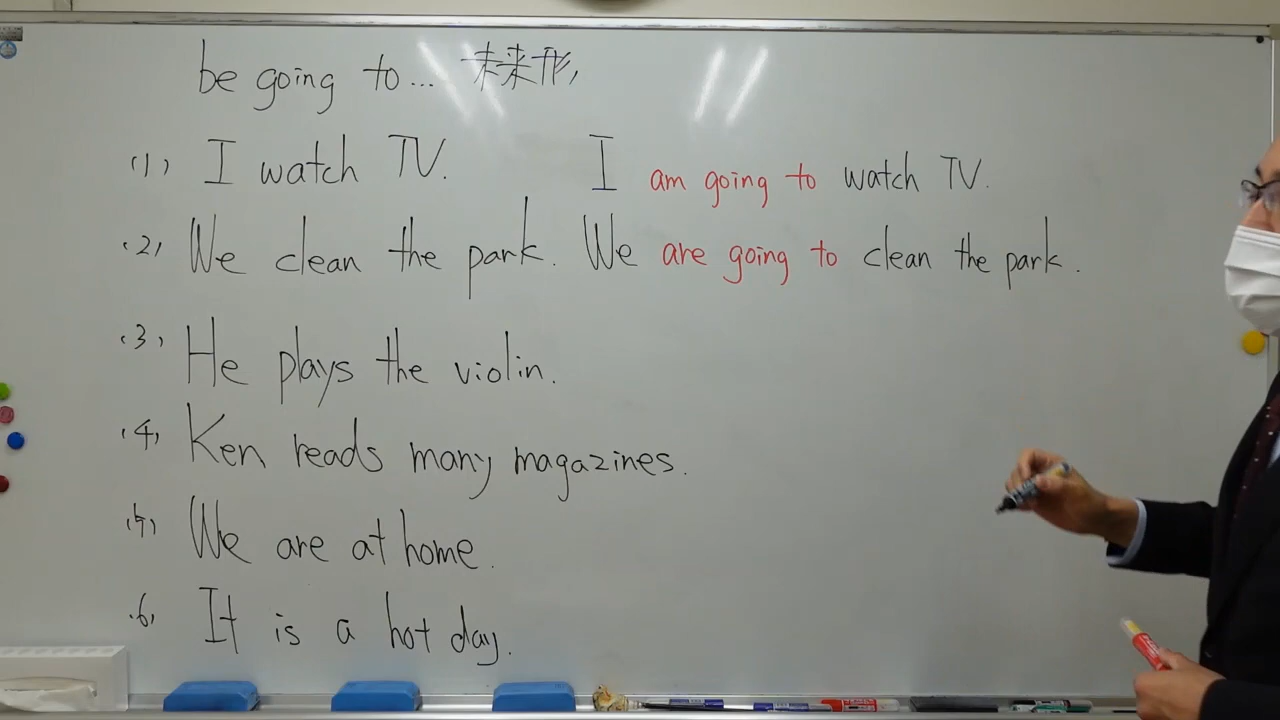 be going to... 未来形
(1) I watch TV. I am going to watch TV.
(2) We clean the park. We are going to clean the park.
(3) He plays the violin.
(4) Ken reads many magazines.
(5) We are at home.
(6) It is a hot day.